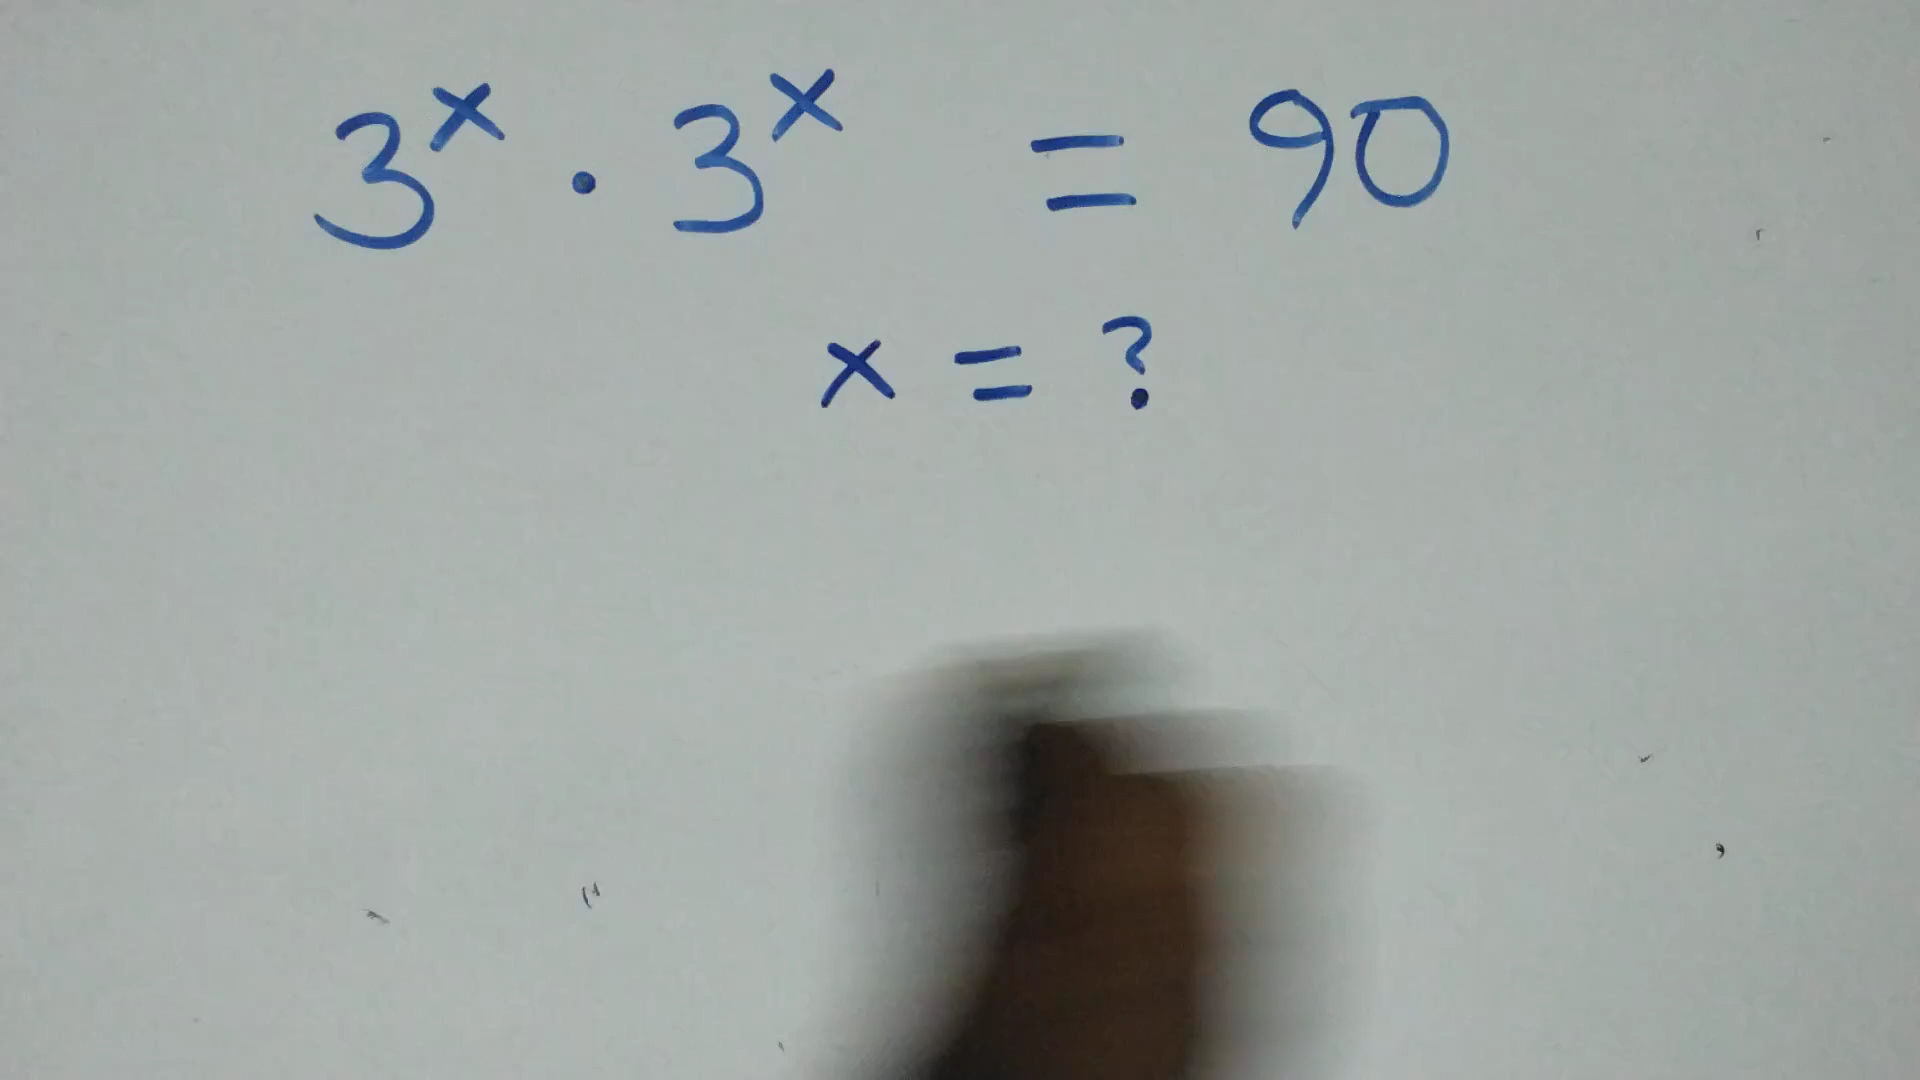 3^x · 3^x = 90
x = ?